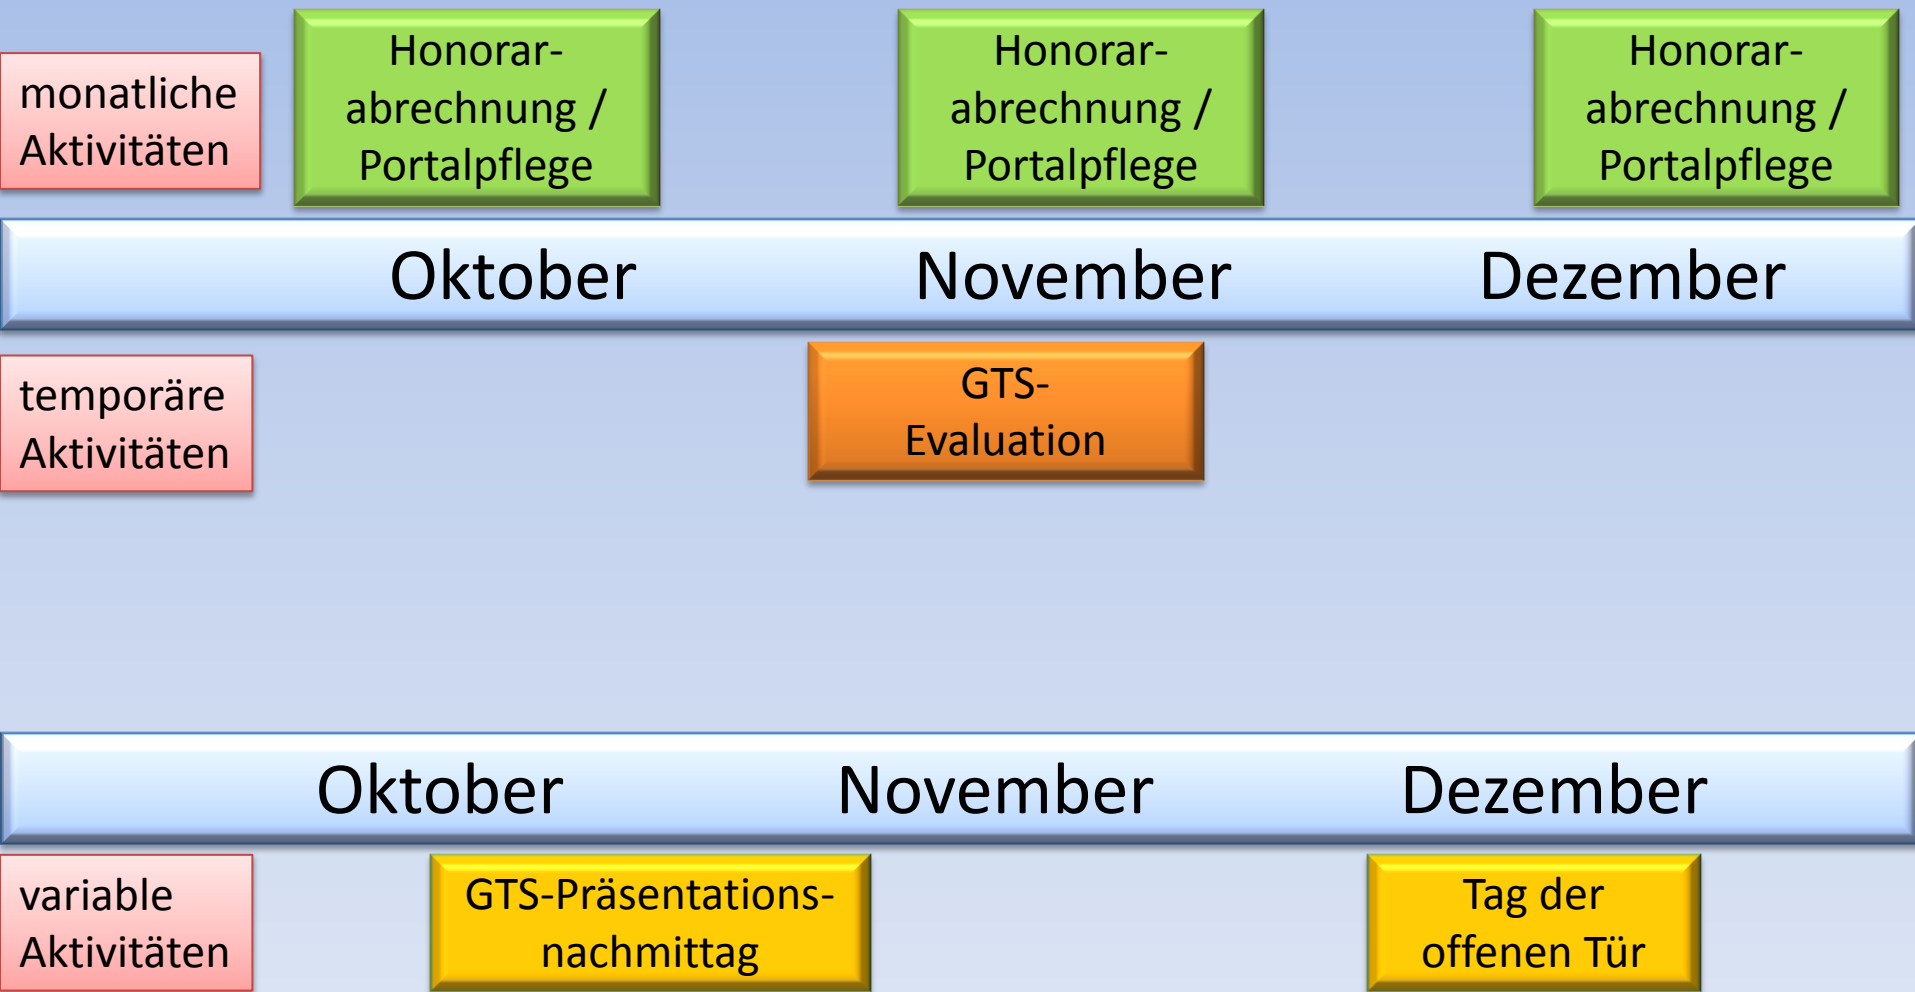 monatliche
Aktivitäten
Honorar-
abrechnung /
Portalpflege
Honorar-
abrechnung /
Portalpflege
Honorar-
abrechnung /
Portalpflege
Oktober November Dezember
temporäre
Aktivitäten
GTS-
Evaluation
Oktober November Dezember
variable
Aktivitäten
GTS-Präsentations-
nachmittag
Tag der
offenen Tür